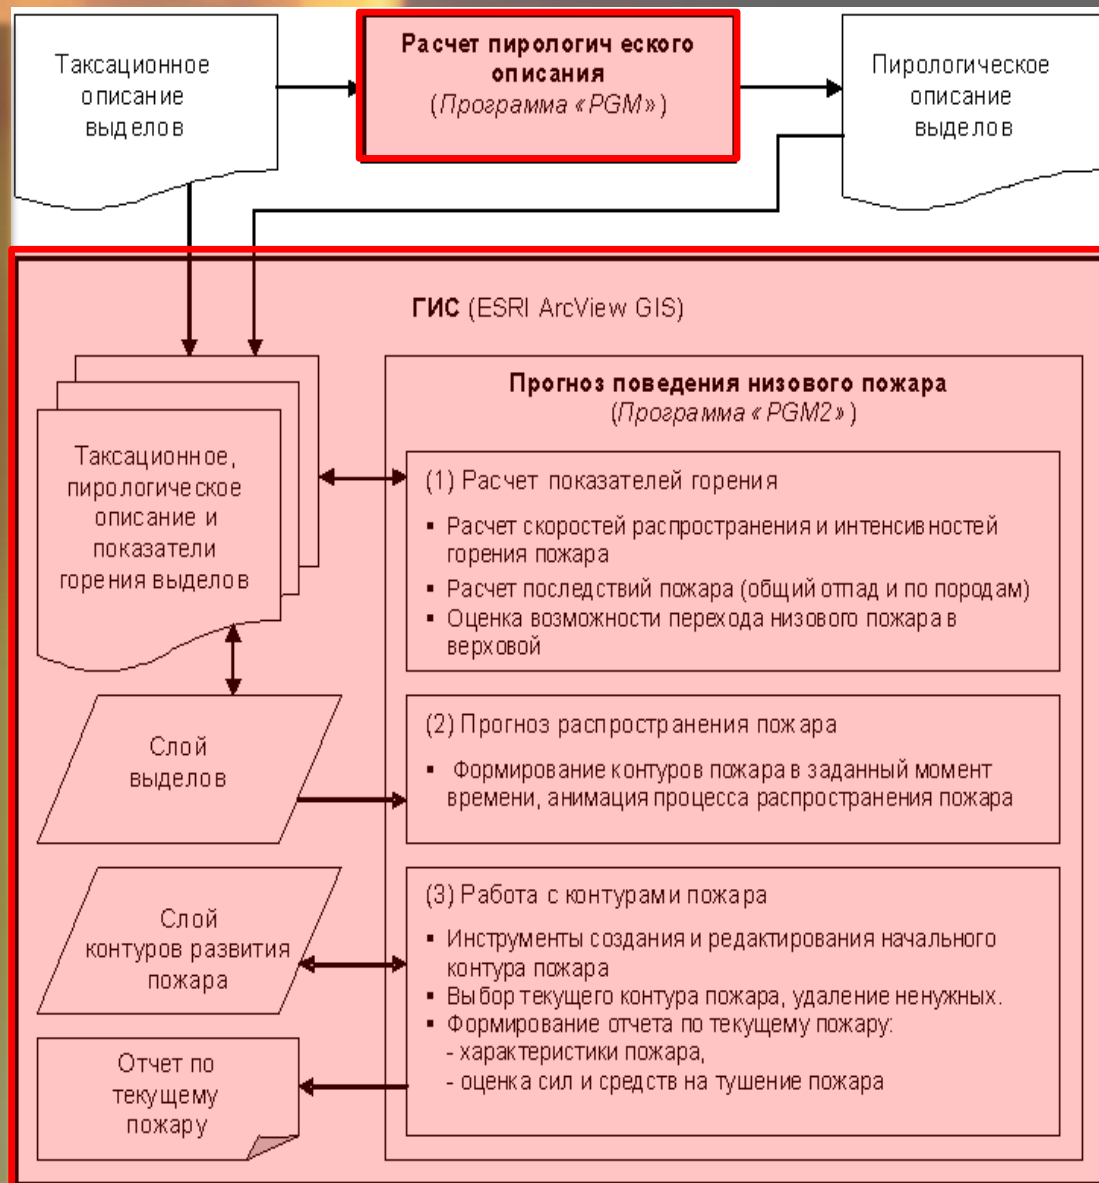 Таксационное
описание
выделов
Расчет пирологич еского
описания
(Программа «PGM»)
Пирологическое
описание
выделов
ГИС (ESRI ArcView GIS)
Таксационное,
пирологическое
описание и
показатели
горения выделов
Прогноз поведения низового пожара
(Программа « PGM2» )
(1) Расчет показателей горения
▪ Расчет скоростей распространения и интенсивностей
горения пожара
▪ Расчет последствий пожара (общий отпад и по породам)
▪ Оценка возможности перехода низового пожара в
верховой
Слой
выделов
(2) Прогноз распространения пожара
▪ Формирование контуров пожара в заданный момент
времени, анимация процесса распространения пожара
Слой
контуров развития
пожара
(3) Работа с контурами пожара
▪ Инструменты создания и редактирования начального
контура пожара
▪ Выбор текущего контура пожара, удаление ненужных.
▪ Формирование отчета по текущему пожару:
- характеристики пожара,
- оценка сил и средств на тушение пожара
Отчет по
текущему
пожару